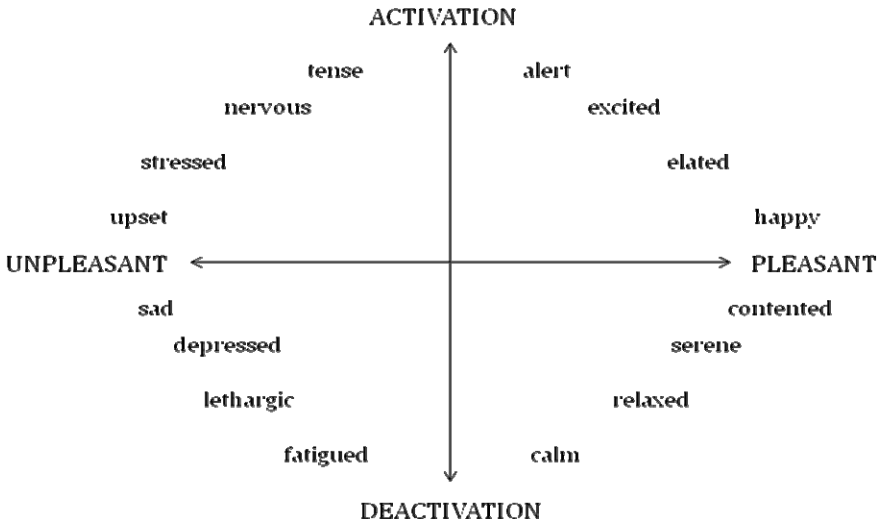 ACTIVATION
tense alert
nervous excited
stressed elated
upset happy
UNPLEASANT PLEASANT
sad contented
depressed serene
lethargic relaxed
fatigued calm
DEACTIVATION